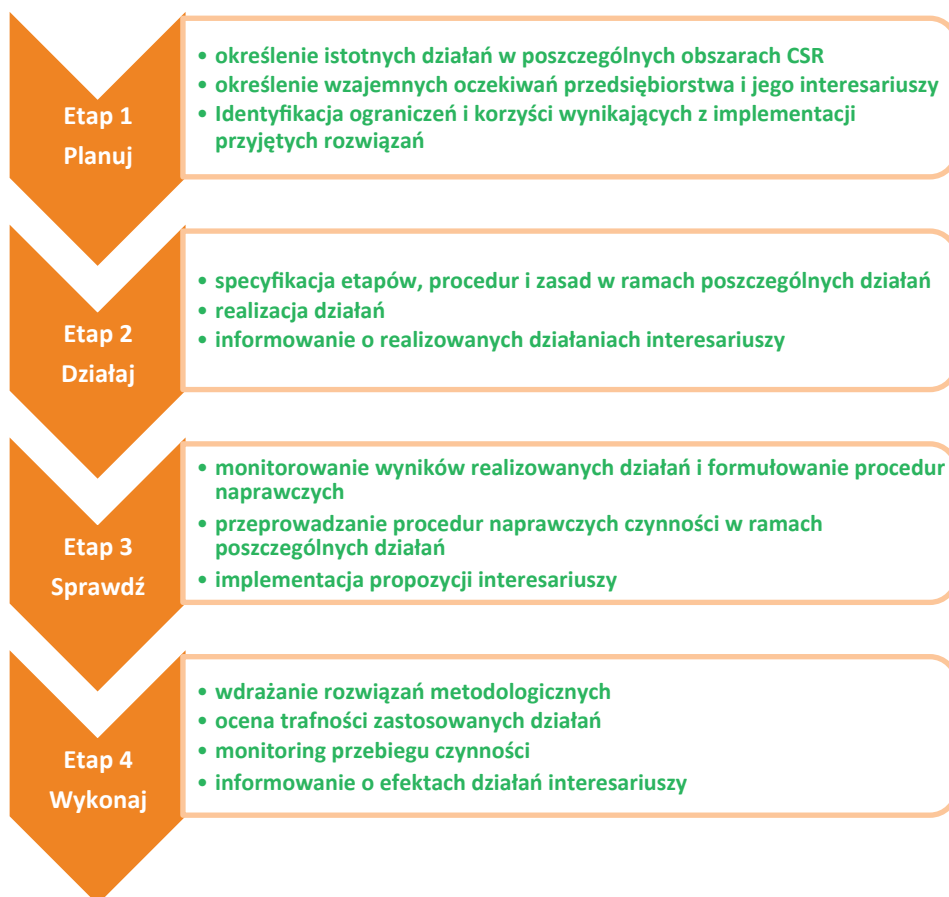 Etap 1
Planuj
• określenie istotnych działań w poszczególnych obszarach CSR
• określenie wzajemnych oczekiwań przedsiębiorstwa i jego interesariuszy
• Identyfikacja ograniczeń i korzyści wynikających z implementacji
przyjętych rozwiązań
Etap 2
Działaj
• specyfikacja etapów, procedur i zasad w ramach poszczególnych działań
• realizacja działań
• informowanie o realizowanych działaniach interesariuszy
Etap 3
Sprawdź
• monitorowanie wyników realizowanych działań i formułowanie procedur
naprawczych
• przeprowadzanie procedur naprawczych czynności w ramach
poszczególnych działań
• implementacja propozycji interesariuszy
Etap 4
Wykonaj
• wdrażanie rozwiązań metodologicznych
• ocena trafności zastosowanych działań
• monitoring przebiegu czynności
• informowanie o efektach działań interesariuszy